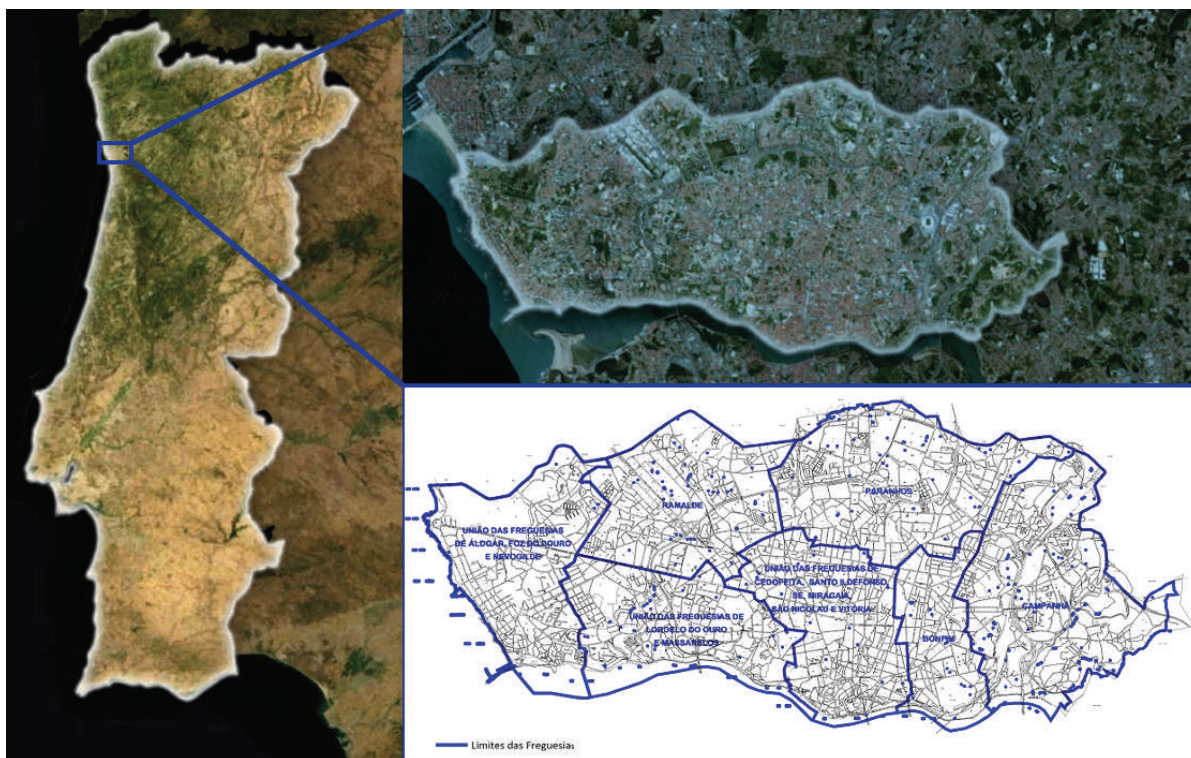 RAMALDE
PARANHOS
UNIÃO DAS FREGUESIAS
DE ALDOAR, FOZ DO DOURO
E NEVOGILDE
UNIÃO DAS FREGUESIAS DE
CEDOFEITA, SANTO ILDEFONSO,
SÉ, MIRAGAIA,
SÃO NICOLAU E VITÓRIA
CAMPANHÃ
UNIÃO DAS FREGUESIAS DE
LORDELO DO OURO
E MASSARELOS
BONFIM
Limites das Freguesias